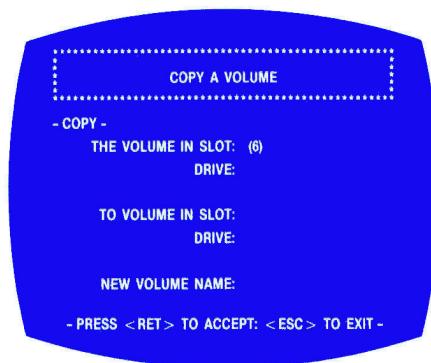 COPY A VOLUME
- COPY -
THE VOLUME IN SLOT: (6)
DRIVE:
TO VOLUME IN SLOT:
DRIVE:
NEW VOLUME NAME:
- PRESS <RET> TO ACCEPT: <ESC> TO EXIT -